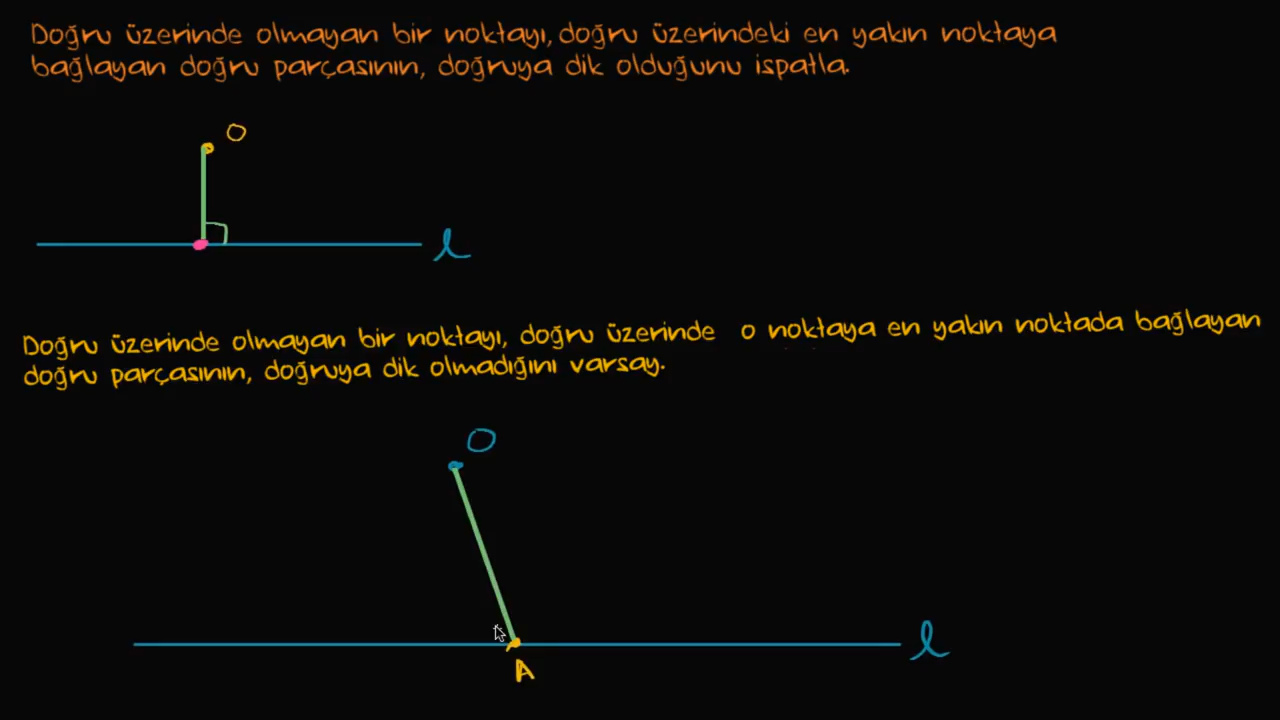 Doğru üzerinde olmayan bir noktayı, doğru üzerindeki en yakın noktaya
bağlayan doğru parçasının, doğruya dik olduğunu ispatla.
O
l
Doğru üzerinde olmayan bir noktayı, doğru üzerinde o noktaya en yakın noktada bağlayan
doğru parçasının, doğruya dik olmadığını varsay.
O
l
A